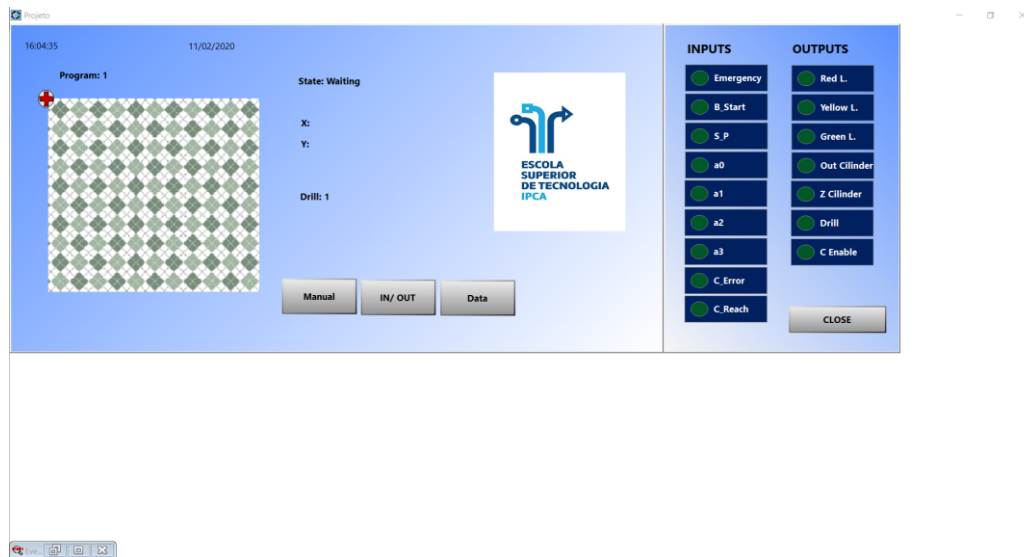 Projeto
16:04:35
11/02/2020
Program: 1
State: Waiting
X:
Y:
Drill: 1
ESCOLA
SUPERIOR
DE TECNOLOGIA
IPCA
Manual
IN/ OUT
Data
INPUTS
Emergency
B_Start
S_P
a0
a1
a2
a3
C_Error
C_Reach
OUTPUTS
Red L.
Yellow L.
Green L.
Out Cilinder
Z Cilinder
Drill
C Enable
CLOSE
Eve...